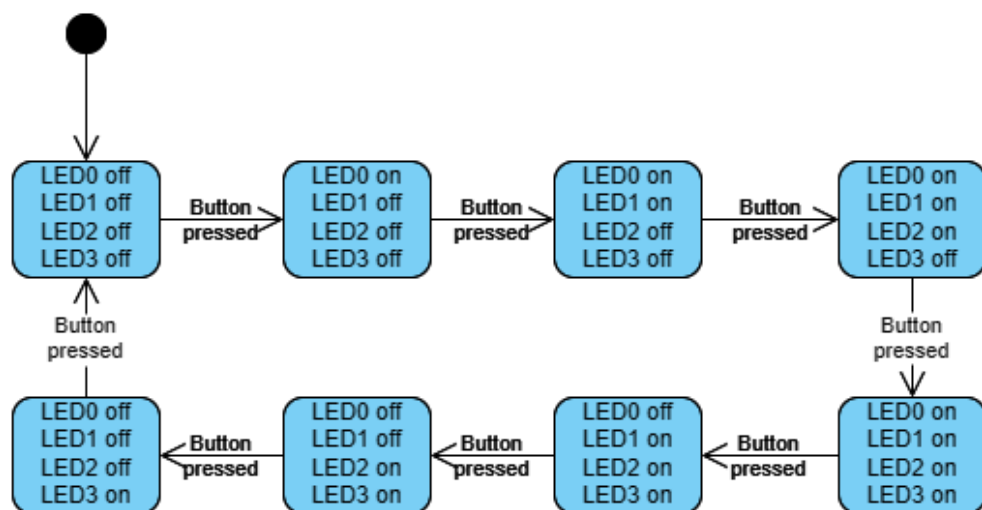 LED0 off
LED1 off
LED2 off
LED3 off
Button
pressed
LED0 on
LED1 off
LED2 off
LED3 off
Button
pressed
LED0 on
LED1 on
LED2 off
LED3 off
Button
pressed
LED0 on
LED1 on
LED2 on
LED3 off
Button
pressed
LED0 on
LED1 on
LED2 on
LED3 on
Button
pressed
LED0 off
LED1 on
LED2 on
LED3 on
Button
pressed
LED0 off
LED1 off
LED2 on
LED3 on
Button
pressed
LED0 off
LED1 off
LED2 off
LED3 on
Button
pressed